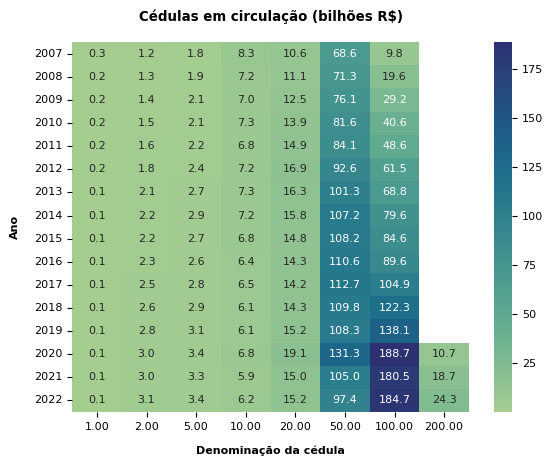 Cédulas em circulação (bilhões R$)
2007 0.3 1.2 1.8 8.3 10.6 68.6 9.8
2008 0.2 1.3 1.9 7.2 11.1 71.3 19.6
2009 0.2 1.4 2.1 7.0 12.5 76.1 29.2
2010 0.2 1.5 2.1 7.3 13.9 81.6 40.6
2011 0.2 1.6 2.2 6.8 14.9 84.1 48.6
2012 0.2 1.8 2.4 7.2 16.9 92.6 61.5
2013 0.1 2.1 2.7 7.3 16.3 101.3 68.8
2014 0.1 2.2 2.9 7.2 15.8 107.2 79.6
2015 0.1 2.2 2.7 6.8 14.8 108.2 84.6
2016 0.1 2.3 2.6 6.4 14.3 110.6 89.6
2017 0.1 2.5 2.8 6.5 14.2 112.7 104.9
2018 0.1 2.6 2.9 6.1 14.3 109.8 122.3
2019 0.1 2.8 3.1 6.1 15.2 108.3 138.1
2020 0.1 3.0 3.4 6.8 19.1 131.3 188.7 10.7
2021 0.1 3.0 3.3 5.9 15.0 105.0 180.5 18.7
2022 0.1 3.1 3.4 6.2 15.2 97.4 184.7 24.3
1.00 2.00 5.00 10.00 20.00 50.00 100.00 200.00
Denominação da cédula
Ano
175
150
125
100
75
50
25